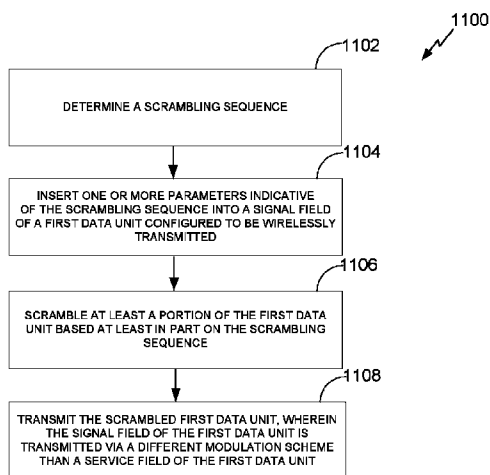 1100
1102
DETERMINE A SCRAMBLING SEQUENCE
1104
INSERT ONE OR MORE PARAMETERS INDICATIVE
OF THE SCRAMBLING SEQUENCE INTO A SIGNAL FIELD
OF A FIRST DATA UNIT CONFIGURED TO BE WIRELESSLY
TRANSMITTED
1106
SCRAMBLE AT LEAST A PORTION OF THE FIRST DATA
UNIT BASED AT LEAST IN PART ON THE SCRAMBLING
SEQUENCE
1108
TRANSMIT THE SCRAMBLED FIRST DATA UNIT, WHEREIN
THE SIGNAL FIELD OF THE FIRST DATA UNIT IS
TRANSMITTED VIA A DIFFERENT MODULATION SCHEME
THAN A SERVICE FIELD OF THE FIRST DATA UNIT